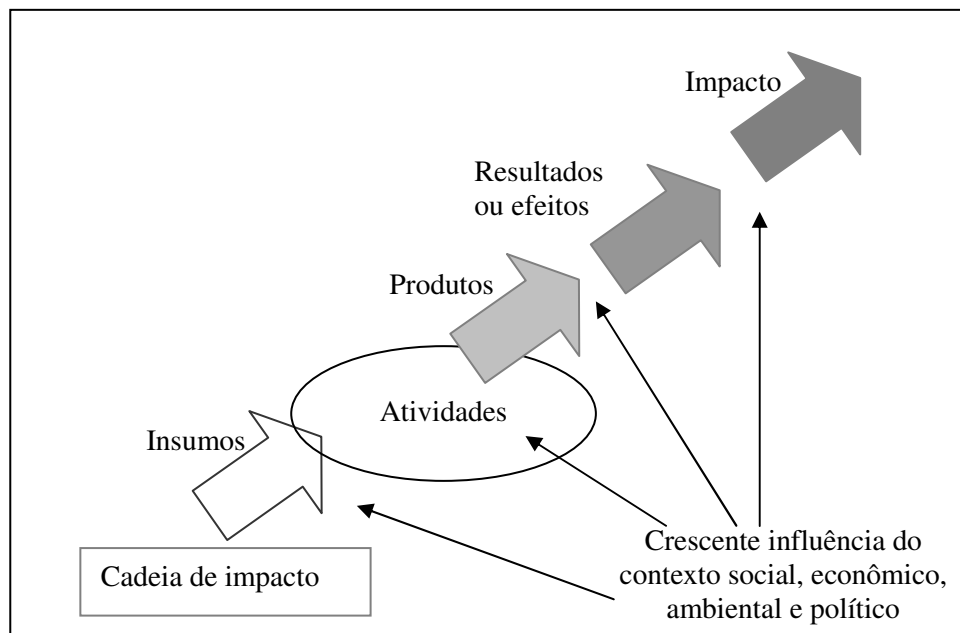 Impacto
Resultados
ou efeitos
Produtos
Atividades
Insumos
Cadeia de impacto
Crescente influência do
contexto social, econômico,
ambiental e político